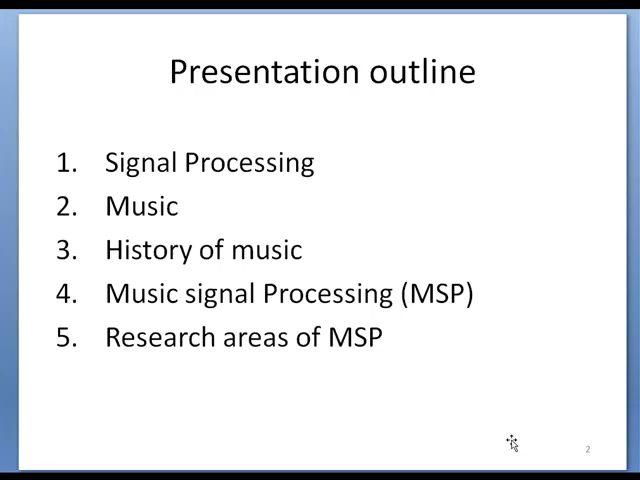 Presentation outline
1. Signal Processing
2. Music
3. History of music
4. Music signal Processing (MSP)
5. Research areas of MSP
2